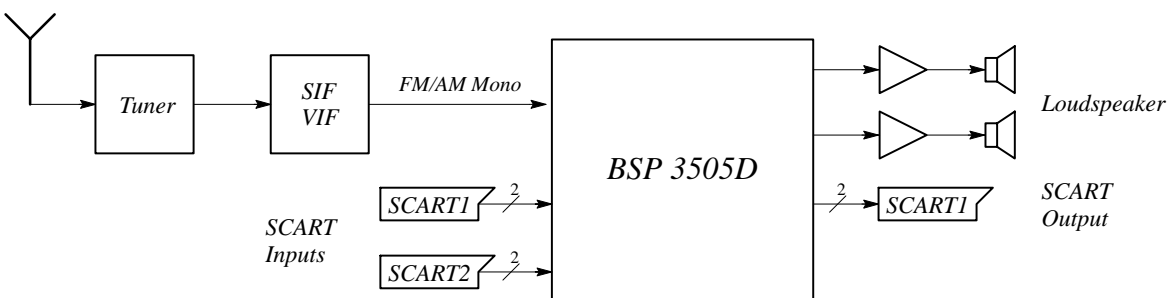 FM/AM Mono
Tuner
SIF
VIF
Loudspeaker
BSP 3505D
SCART
Inputs
SCART1
2
SCART2
2
2
SCART1
SCART
Output